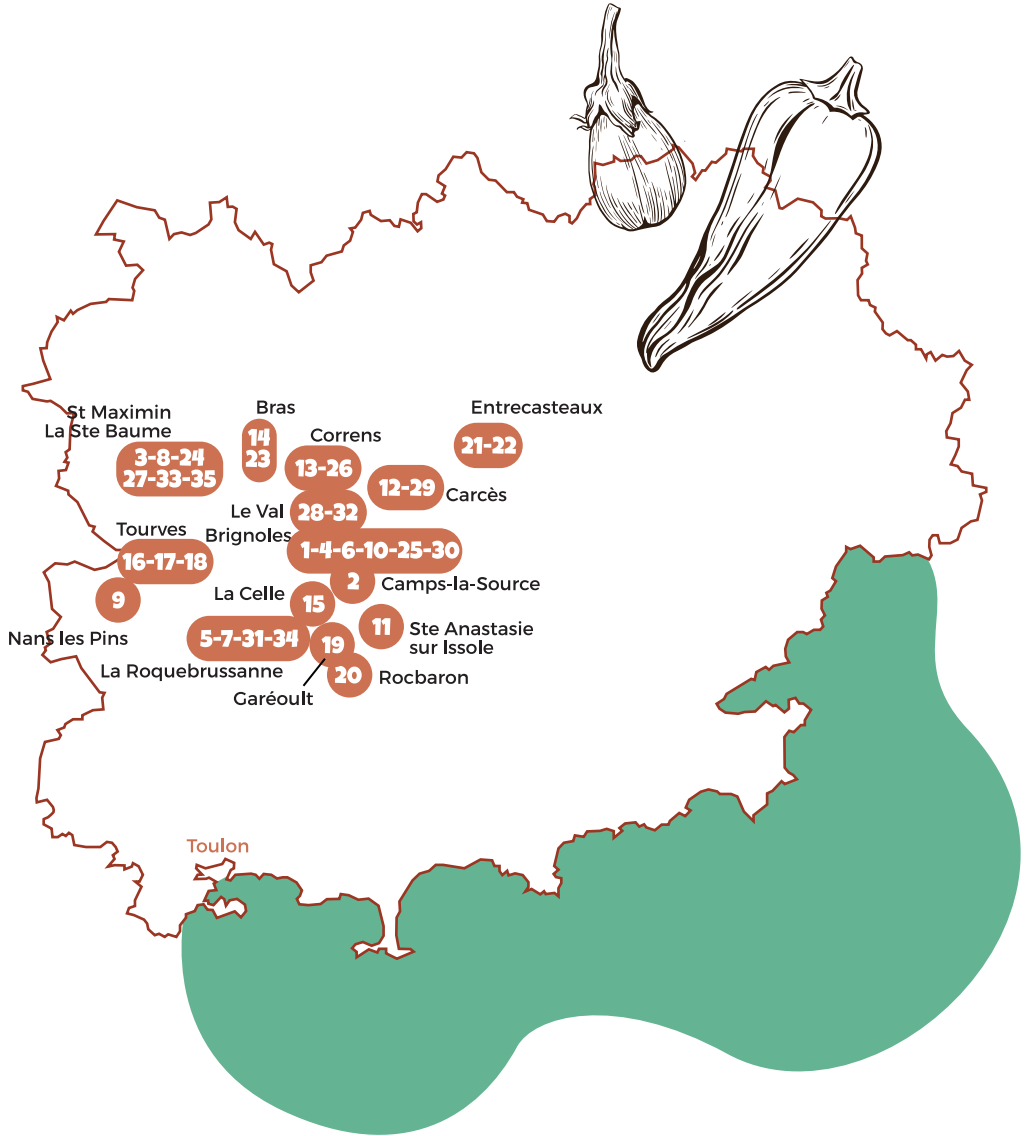 St Maximin
La Ste Baume
3-8-24
27-33-35
Bras
14
23
Correns
13-26
Entrecasteaux
21-22
12-29
Carcès
Le Val
28-32
Tourves
16-17-18
Brignoles
1-4-6-10-25-30
9
Nans les Pins
2
Camps-la-Source
La Celle
15
11
Ste Anastasie
sur Issole
5-7-31-34
La Roquebrussanne
19
Garéoult
20
Rocbaron
Toulon